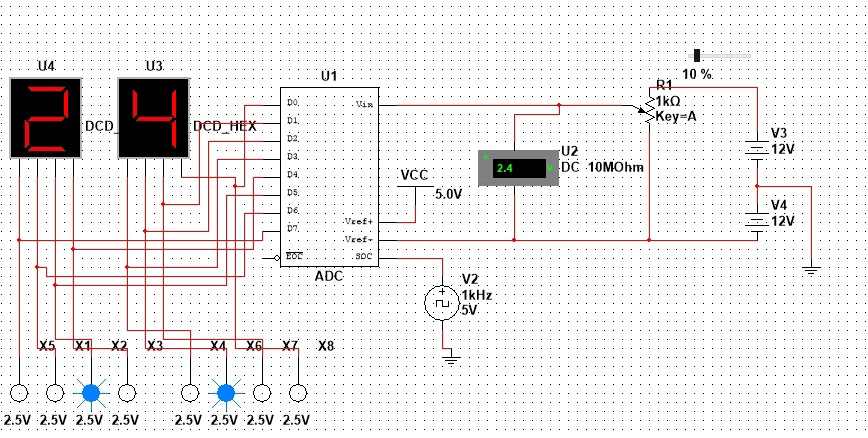 10 %
R1
1kΩ
Key=A
U4
U3
U1
2
4
DCD_
DCD_HEX
D0
D1
D2
D3
D4
D5
D6
D7
EOC
Vin
Vref+
Vref-
SOC
ADC
U2
2.4 V
DC 10MOhm
VCC
5.0V
V3
12V
V4
12V
V2
1kHz
5V
X5 X1 X2 X3 X4 X6 X7 X8
2.5V 2.5V 2.5V 2.5V 2.5V 2.5V 2.5V 2.5V